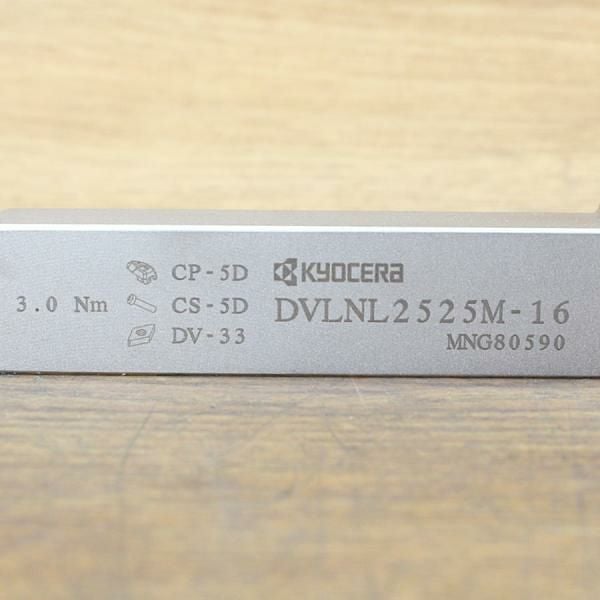 3.0 Nm
CP-5D
CS-5D
DV-33
KYOCERA
DVLNL2525M-16
MNG80590